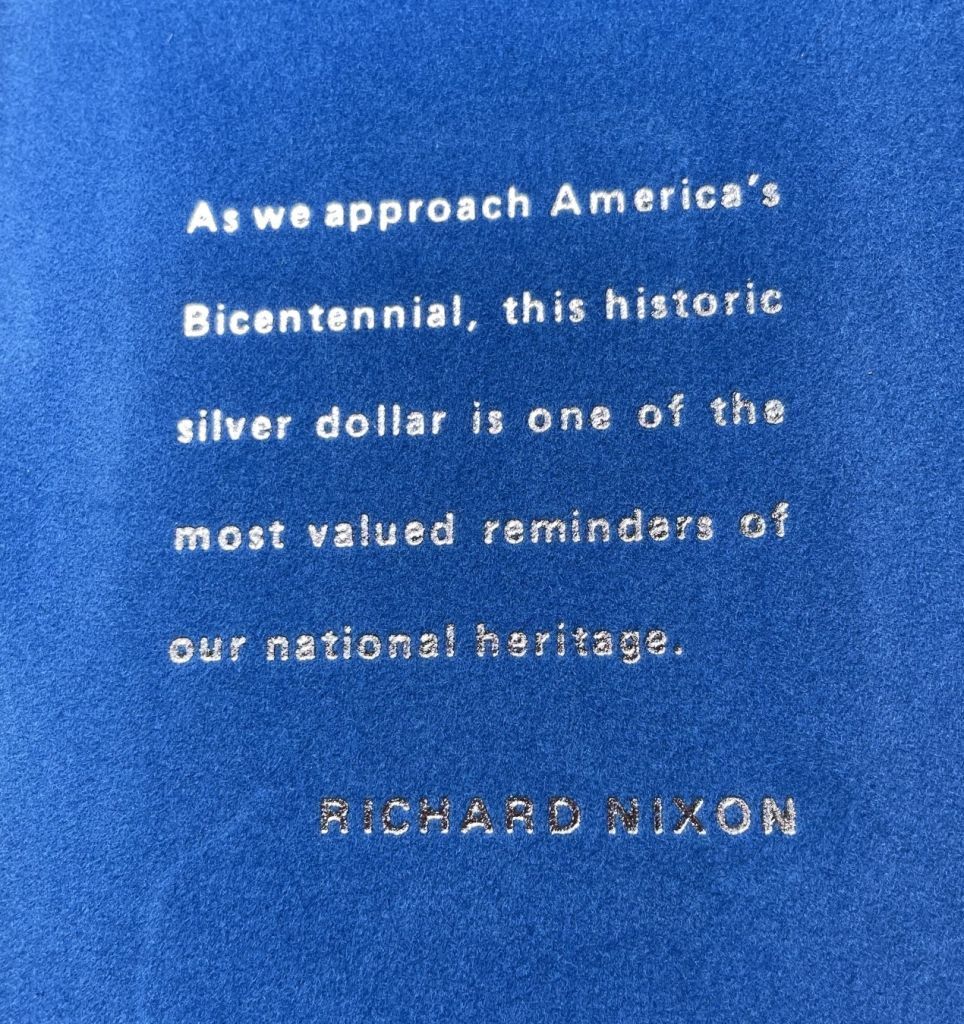 As we approach America's
Bicentennial, this historic
silver dollar is one of the
most valued reminders of
our national heritage.
RICHARD NIXON